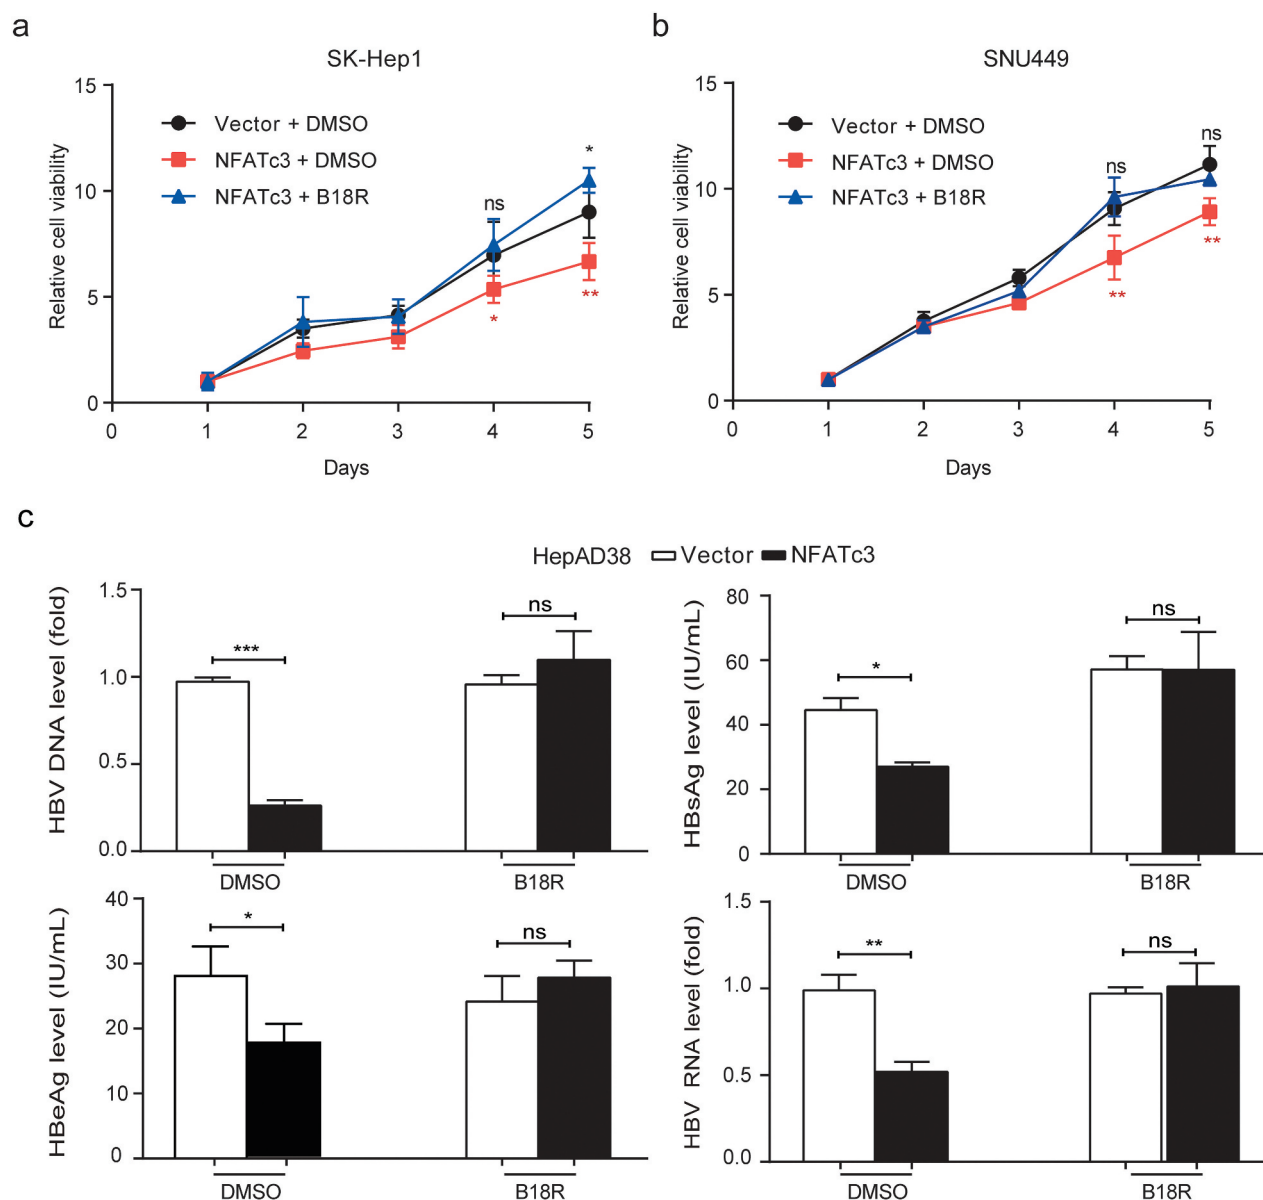 a
SK-Hep1
15
10
5
0
Relative cell viability
Vector + DMSO
NFATc3 + DMSO
NFATc3 + B18R
ns
*
*
**
0 1 2 3 4 5
Days
b
SNU449
15
10
5
0
Relative cell viability
Vector + DMSO
NFATc3 + DMSO
NFATc3 + B18R
ns
ns
**
**
0 1 2 3 4 5
Days
c
HepAD38 Vector NFATc3
HBV DNA level (fold)
1.5
1.0
0.5
0.0
***
ns
DMSO B18R
HBsAg level (IU/mL)
80
60
40
20
0
*
ns
DMSO B18R
HBeAg level (IU/mL)
40
30
20
10
0
*
ns
DMSO B18R
HBV RNA level (fold)
1.5
1.0
0.5
0.0
**
ns
DMSO B18R